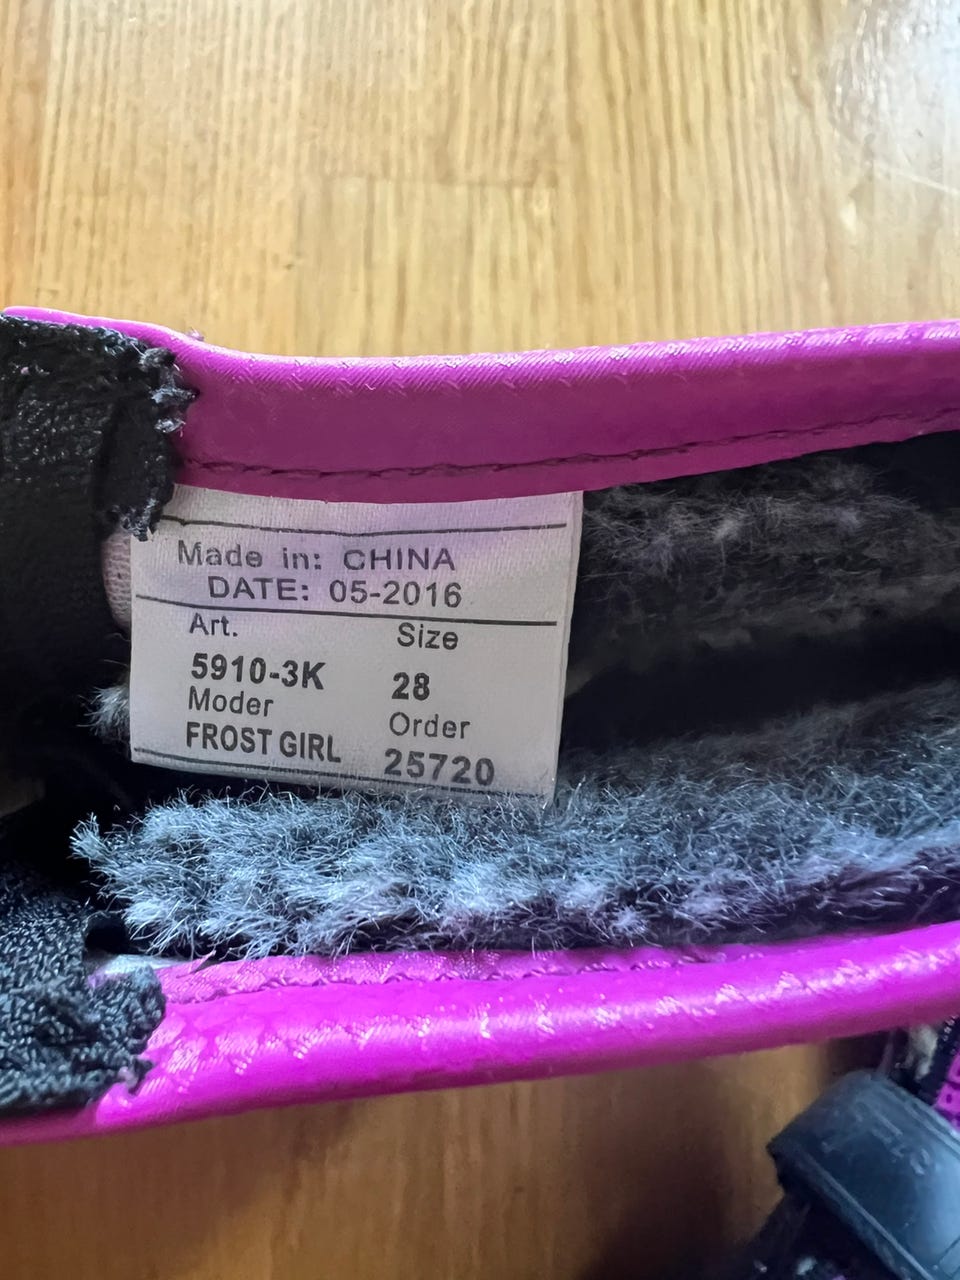 Made in: CHINA
DATE: 05-2016
Art. Size
5910-3K 28
Moder Order
FROST GIRL 25720